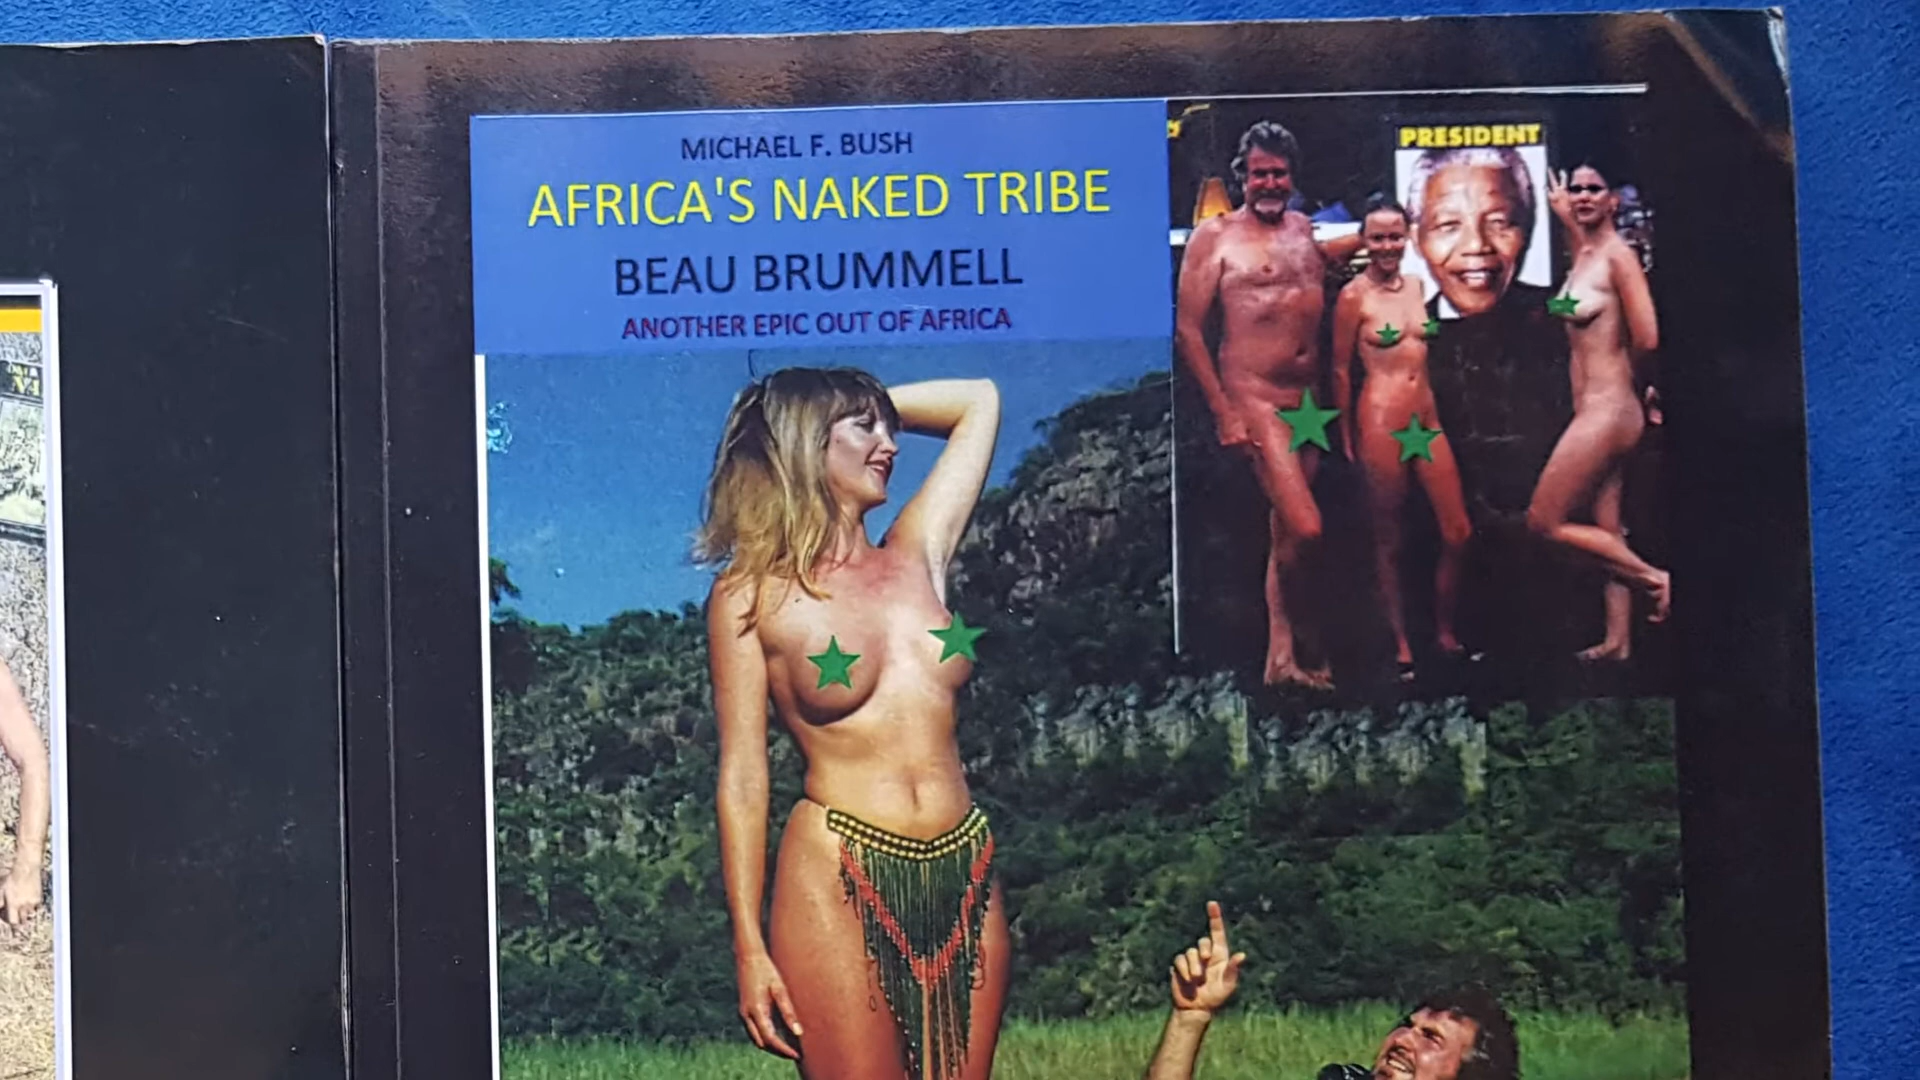 MICHAEL F. BUSH
AFRICA'S NAKED TRIBE
BEAU BRUMMELL
ANOTHER EPIC OUT OF AFRICA
PRESIDENT